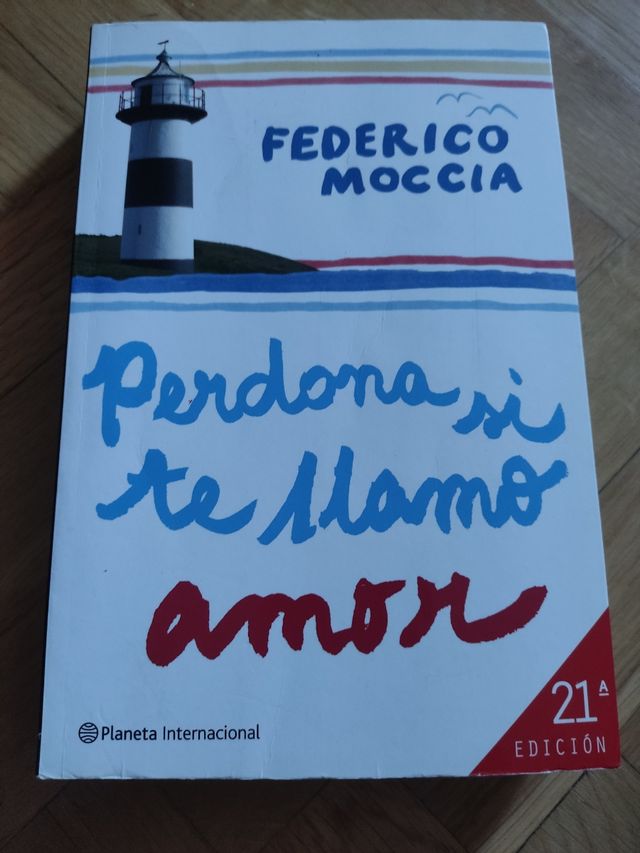 FEDERICO
MOCCIA
Perdona si
te llamo
amor
21ª
EDICIÓN
Planeta Internacional